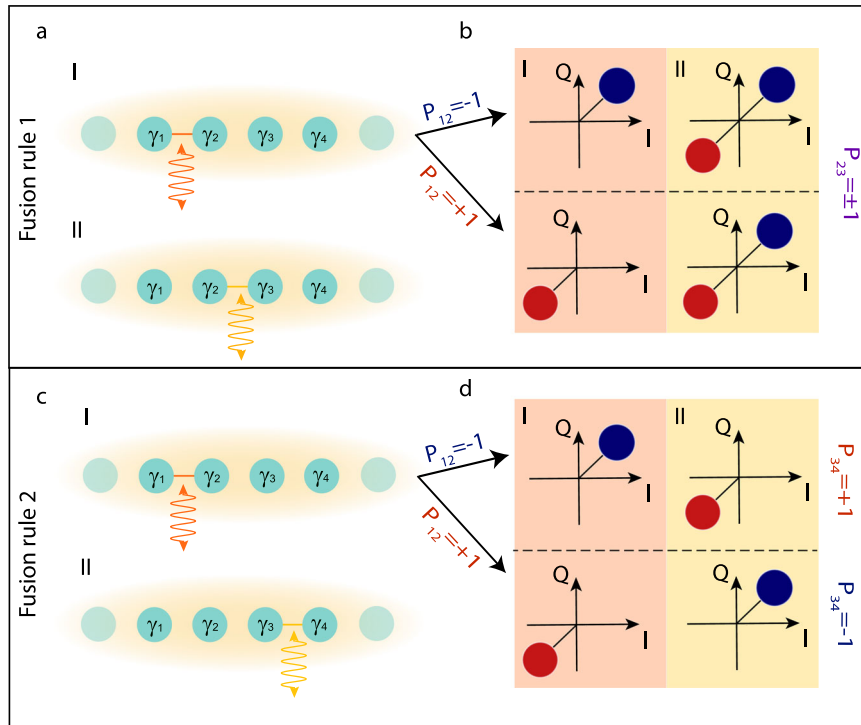 a
b
Fusion rule 1
I
γ₁ γ₂ γ₃ γ₄
II
γ₁ γ₂ γ₃ γ₄
P₁₂=-1
P₁₂=+1
I
II
Q
I
Q
I
Q
I
Q
I
P₂₃=±1
c
d
Fusion rule 2
I
γ₁ γ₂ γ₃ γ₄
II
γ₁ γ₂ γ₃ γ₄
P₁₂=-1
P₁₂=+1
I
II
Q
I
Q
I
P₃₄=+1
Q
I
Q
I
P₃₄=-1